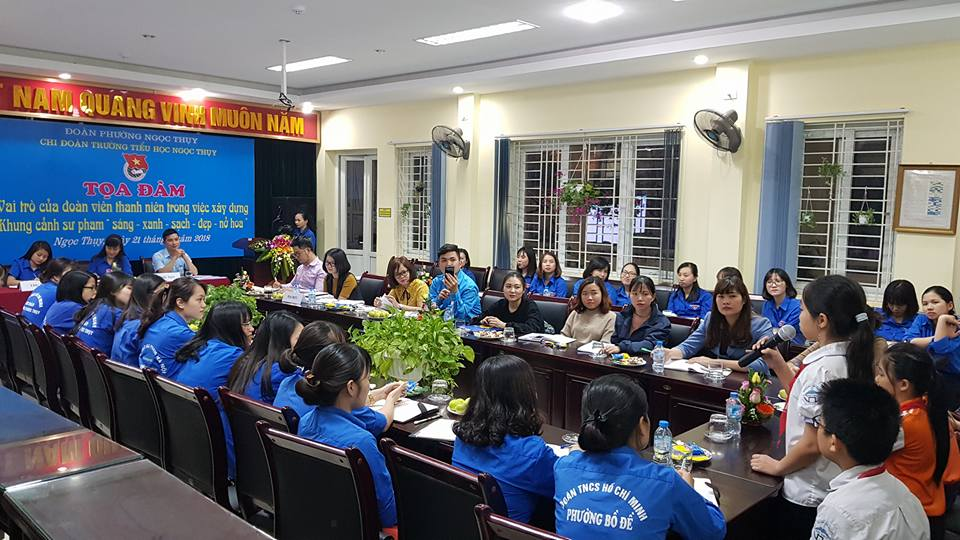 NAM QUANG VINH MUÔN NĂM
ĐOÀN PHƯỜNG NGỌC THỤY
CHI ĐOÀN TRƯỜNG TIỂU HỌC NGỌC THỤY
TỌA ĐÀM
Vai trò của đoàn viên thanh niên trong việc xây dựng
Khung cảnh sư phạm " sáng - xanh - sạch - đẹp - nở hoa"
Ngọc Thụy, 21 2018
ĐOÀN TNCS HỒ CHÍ MINH
PHƯỜNG BỒ ĐỀ